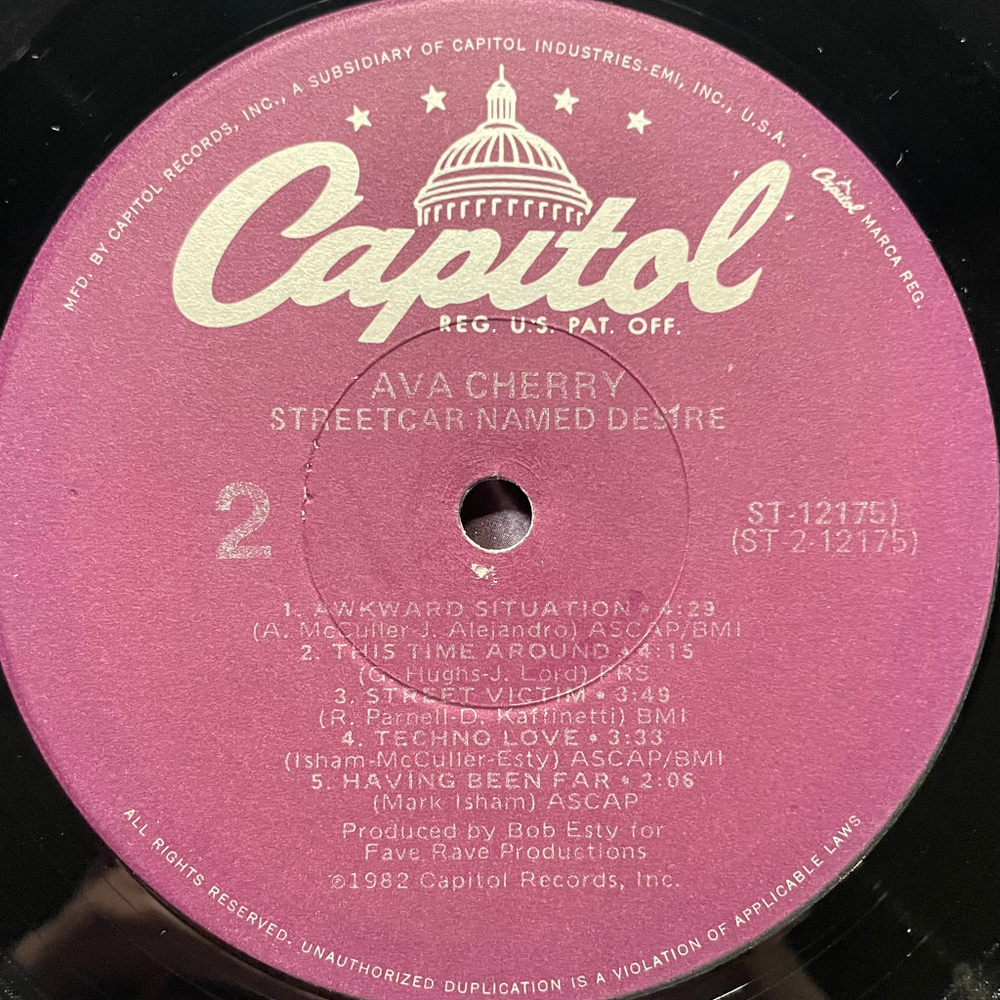 MFD. BY CAPITOL RECORDS, INC., A SUBSIDIARY OF CAPITOL INDUSTRIES-EMI, INC., U.S.A.
Capitol MARCA REG.
Capitol
REG. U.S. PAT. OFF.
AVA CHERRY
STREETCAR NAMED DESIRE
2
ST-12175)
(ST 2-12175)
1. AWKWARD SITUATION • 4:29
(A. McCuller-J. Alejandro) ASCAP/BMI
2. THIS TIME AROUND • 4:15
(G. Hughs-J. Lord) PRS
3. STREET VICTIM • 3:49
(R. Parnell-D. Kaffinetti) BMI
4. TECHNO LOVE • 3:33
(Isham-McCuller-Esty) ASCAP/BMI
5. HAVING BEEN FAR • 2:06
(Mark Isham) ASCAP
Produced by Bob Esty for
Fave Rave Productions
℗1982 Capitol Records, Inc.
ALL RIGHTS RESERVED. UNAUTHORIZED DUPLICATION IS A VIOLATION OF APPLICABLE LAWS